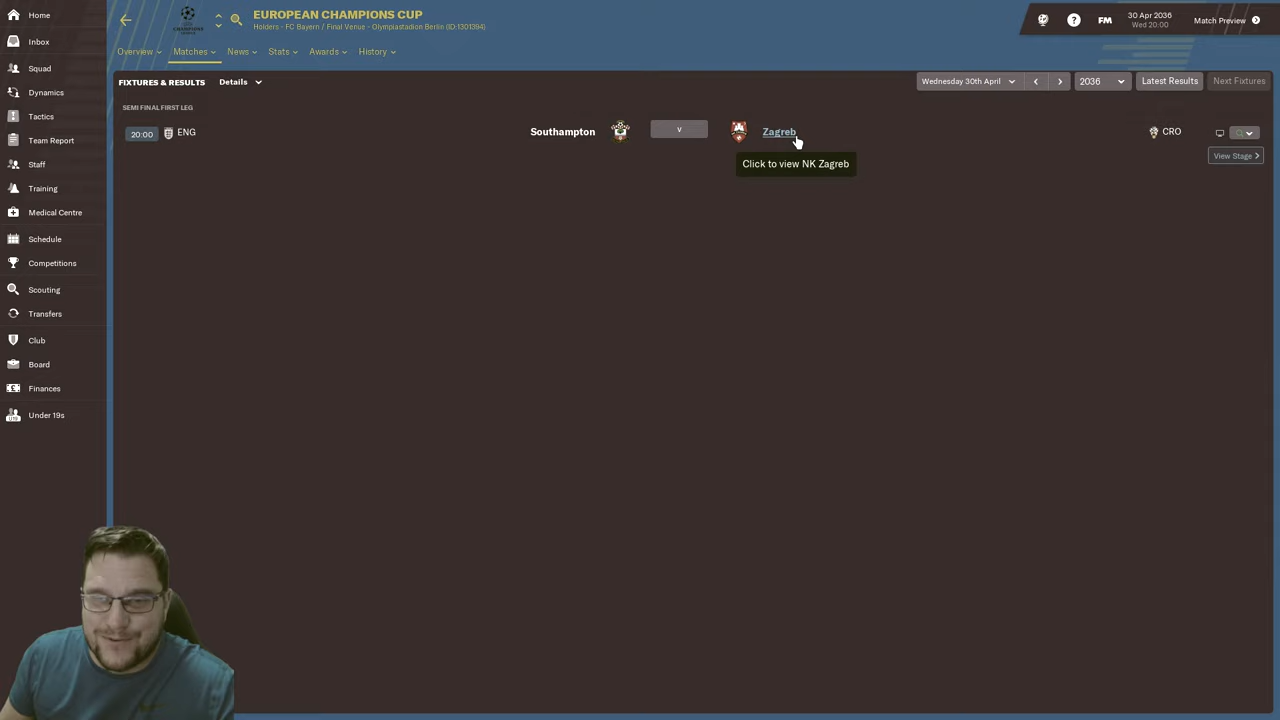 Home
Inbox
Squad
Dynamics
Tactics
Team Report
Staff
Training
Medical Centre
Schedule
Competitions
Scouting
Transfers
Club
Board
Finances
Under 19s
EUROPEAN CHAMPIONS CUP
Holders - FC Bayern / Final Venue - Olympiastadion Berlin (ID:1301394)
FM
30 Apr 2036
Wed 20:00
Match Preview
Overview Matches News Stats Awards History
FIXTURES & RESULTS Details
Wednesday 30th April 2036 Latest Results Next Fixtures
SEMI FINAL FIRST LEG
20:00 ENG Southampton v Zagreb CRO
View Stage
Click to view NK Zagreb